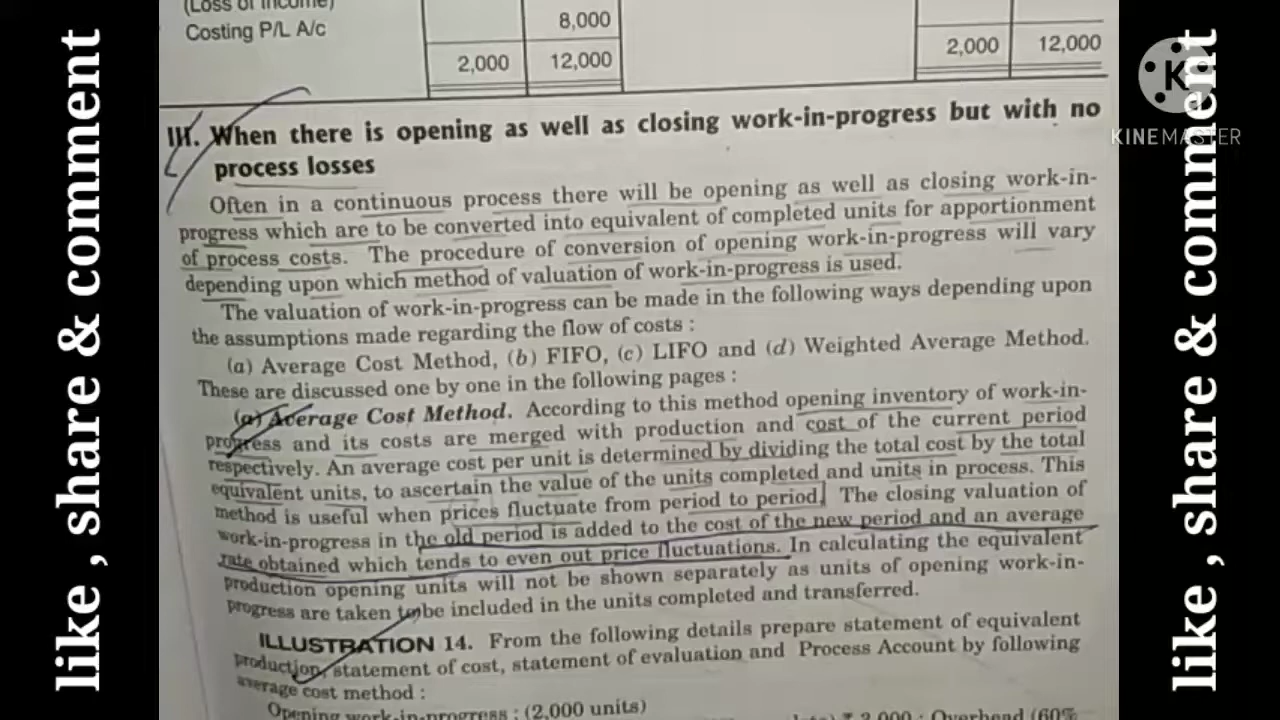 (Loss of Income)
Costing P/L A/c
8,000
2,000 12,000
2,000 12,000
III. When there is opening as well as closing work-in-progress but with no
process losses
Often in a continuous process there will be opening as well as closing work-in-
progress which are to be converted into equivalent of completed units for apportionment
of process costs. The procedure of conversion of opening work-in-progress will vary
depending upon which method of valuation of work-in-progress is used.
The valuation of work-in-progress can be made in the following ways depending upon
the assumptions made regarding the flow of costs :
(a) Average Cost Method, (b) FIFO, (c) LIFO and (d) Weighted Average Method.
These are discussed one by one in the following pages :
(a) Average Cost Method. According to this method opening inventory of work-in-
progress and its costs are merged with production and cost of the current period
respectively. An average cost per unit is determined by dividing the total cost by the total
equivalent units, to ascertain the value of the units completed and units in process. This
method is useful when prices fluctuate from period to period. The closing valuation of
work-in-progress in the old period is added to the cost of the new period and an average
rate obtained which tends to even out price fluctuations. In calculating the equivalent
production opening units will not be shown separately as units of opening work-in-
progress are taken to be included in the units completed and transferred.
ILLUSTRATION 14. From the following details prepare statement of equivalent
production, statement of cost, statement of evaluation and Process Account by following
average cost method :
Opening work-in-progress : (2,000 units)
₹ 2,000 ; Overhead (60%
like , share & comment
like , share & comment
K
KINEMASTER